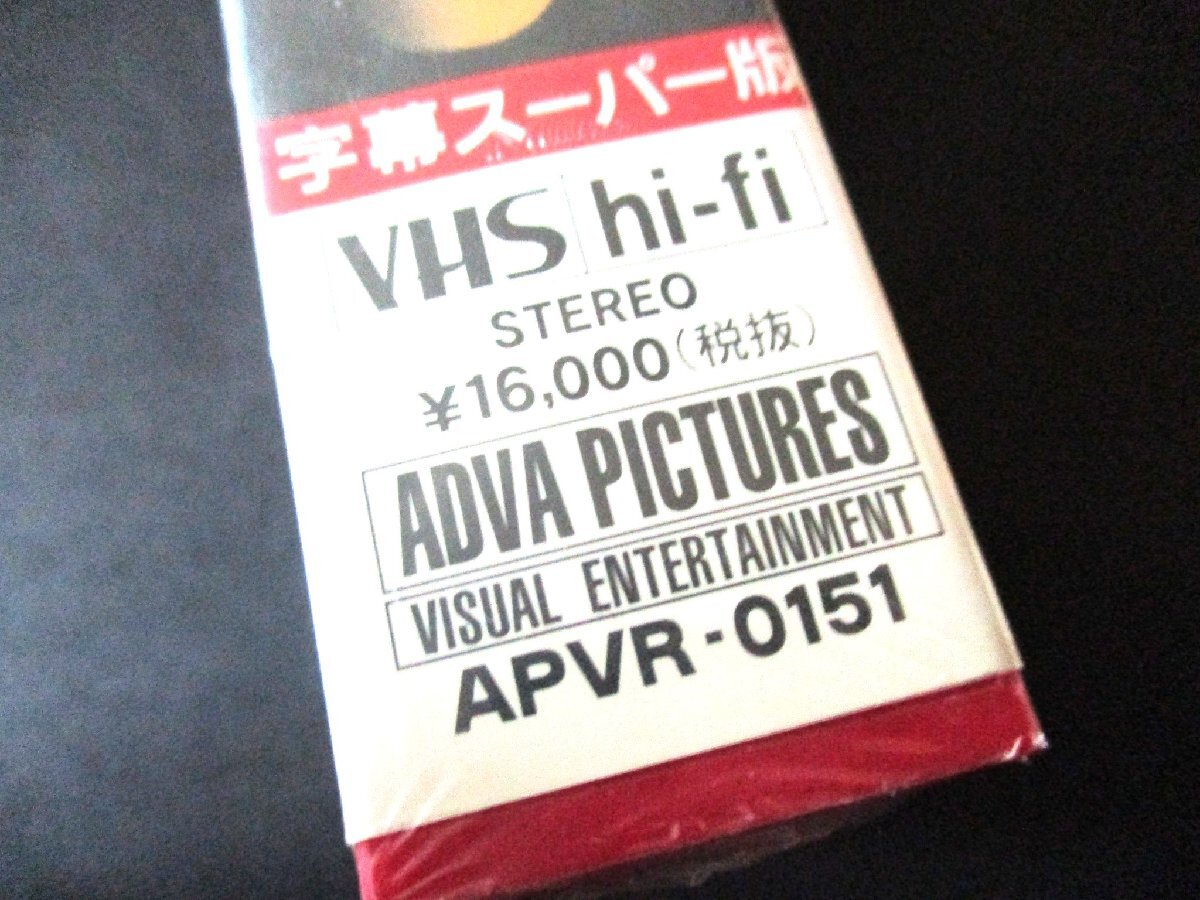 字幕スーパー版
VHS hi-fi
STEREO
¥16,000(税抜)
ADVA PICTURES
VISUAL ENTERTAINMENT
APVR-0151